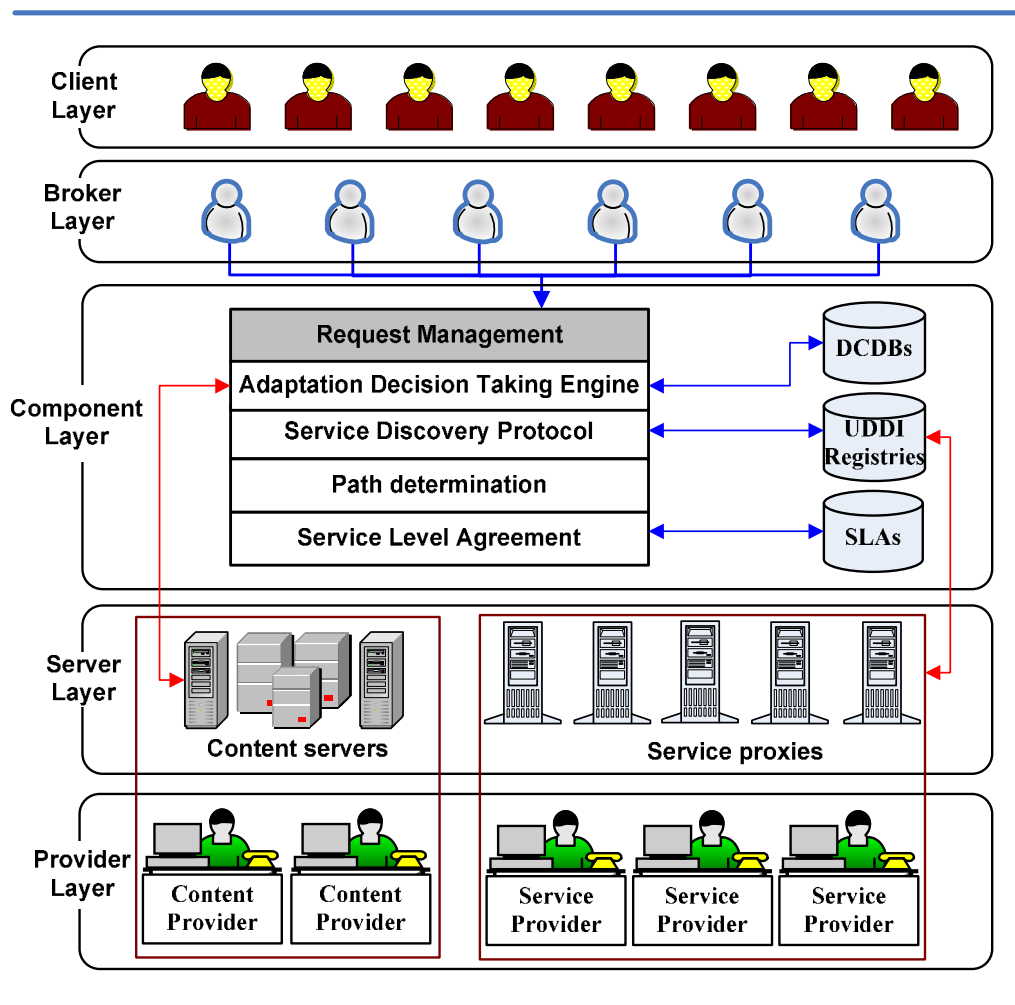 Client
Layer
Broker
Layer
Component
Layer
Request Management
Adaptation Decision Taking Engine
Service Discovery Protocol
Path determination
Service Level Agreement
DCDBs
UDDI
Registries
SLAs
Server
Layer
Content servers
Service proxies
Provider
Layer
Content
Provider
Content
Provider
Service
Provider
Service
Provider
Service
Provider